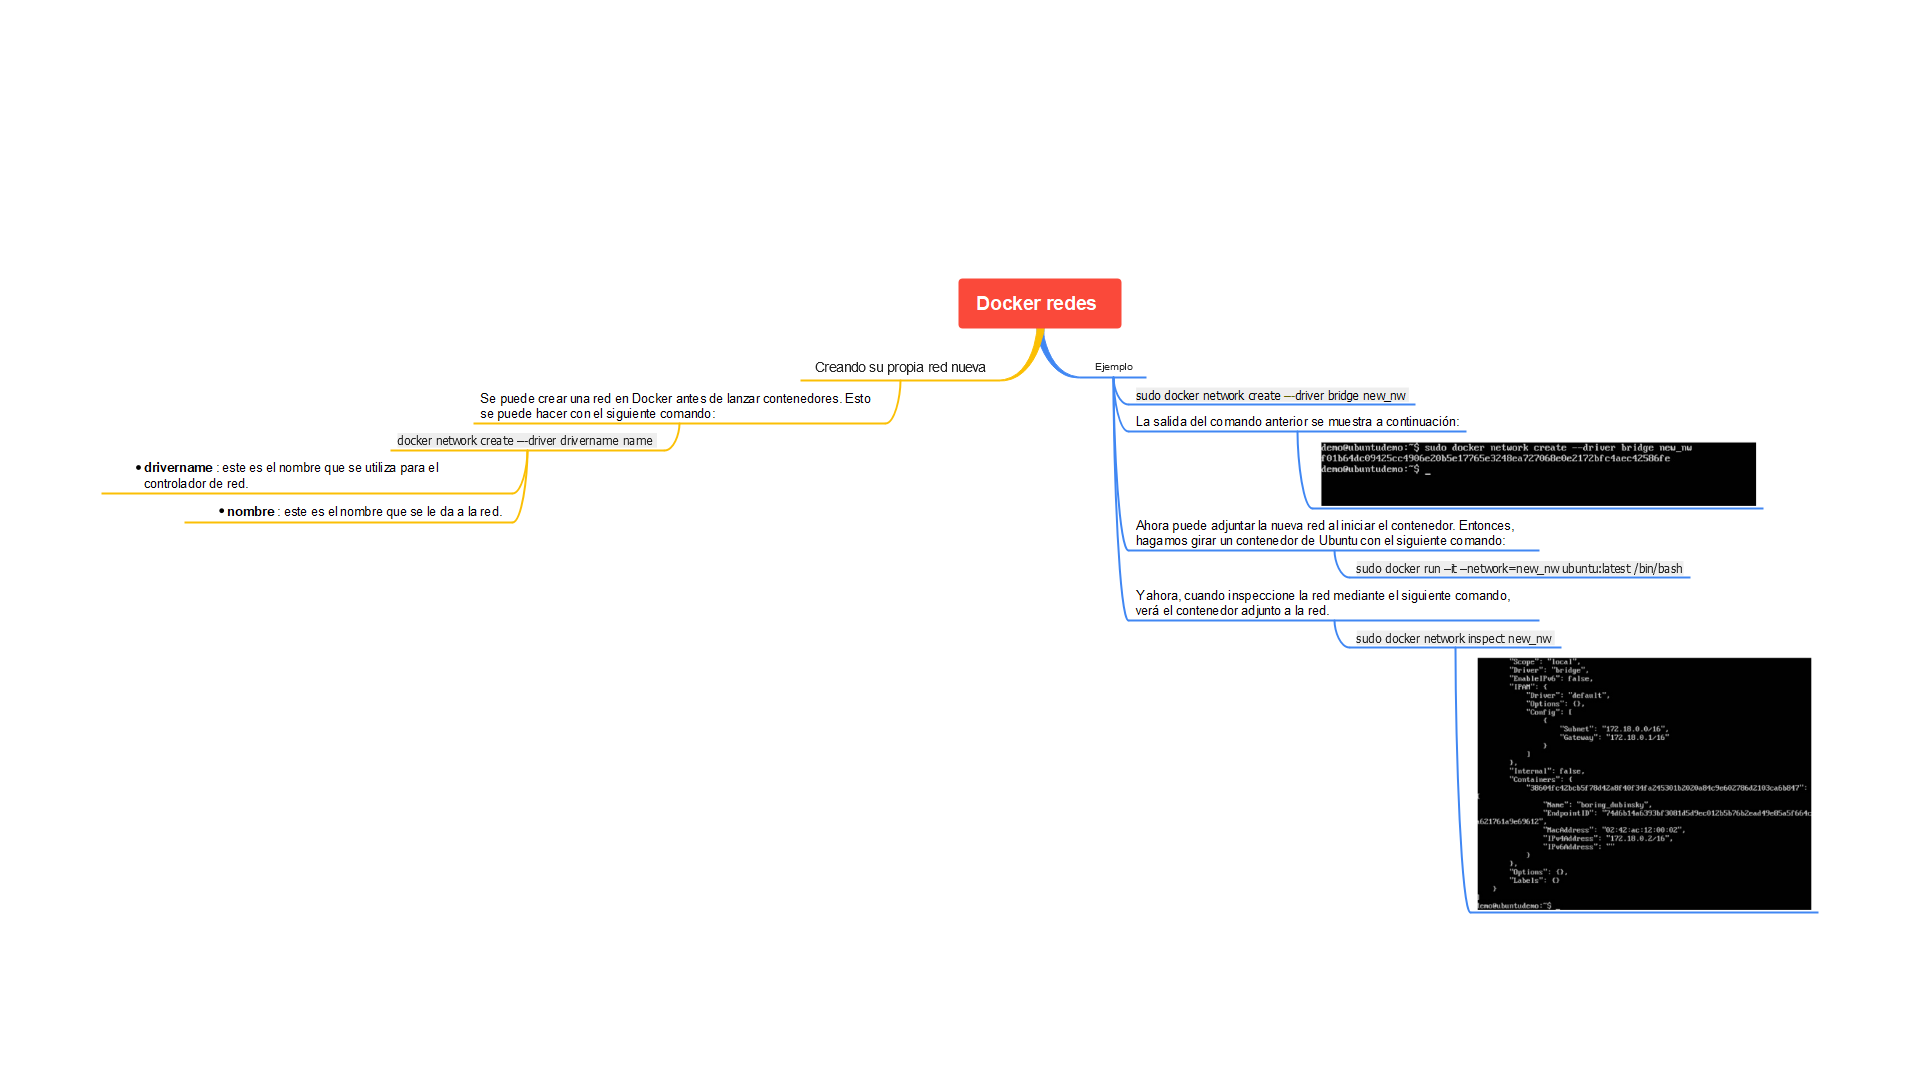 Docker redes
Creando su propia red nueva
Se puede crear una red en Docker antes de lanzar contenedores. Esto
se puede hacer con el siguiente comando:
docker network create –-driver drivername name
• drivername : este es el nombre que se utiliza para el
controlador de red.
• nombre : este es el nombre que se le da a la red.
Ejemplo
sudo docker network create –-driver bridge new_nw
La salida del comando anterior se muestra a continuación:
demo@ubuntudemo:~$ sudo docker network create --driver bridge new_nw
f01b64dc09425cc4906e20b5e17765e3248ea727068e0e2172bfc4aec42586fe
demo@ubuntudemo:~$ _
Ahora puede adjuntar la nueva red al iniciar el contenedor. Entonces,
hagamos girar un contenedor de Ubuntu con el siguiente comando:
sudo docker run –it –network=new_nw ubuntu:latest /bin/bash
Y ahora, cuando inspeccione la red mediante el siguiente comando,
verá el contenedor adjunto a la red.
sudo docker network inspect new_nw
"Scope": "local",
"Driver": "bridge",
"EnableIPv6": false,
"IPAM": {
"Driver": "default",
"Options": {},
"Config": [
{
"Subnet": "172.18.0.0/16",
"Gateway": "172.18.0.1/16"
}
]
},
"Internal": false,
"Containers": {
"38604fc42bcb5f78d42a8f40f34fa245301b2020a84c9e602786d2103ca6b847":
{
"Name": "boring_dubinsky",
"EndpointID": "74d6b14a6393bf3081d5d9ec012b5b76b2ead49e85a5f664c
a621761a9e69612",
"MacAddress": "02:42:ac:12:00:02",
"IPv4Address": "172.18.0.2/16",
"IPv6Address": ""
}
},
"Options": {},
"Labels": {}
}
]
demo@ubuntudemo:~$ _